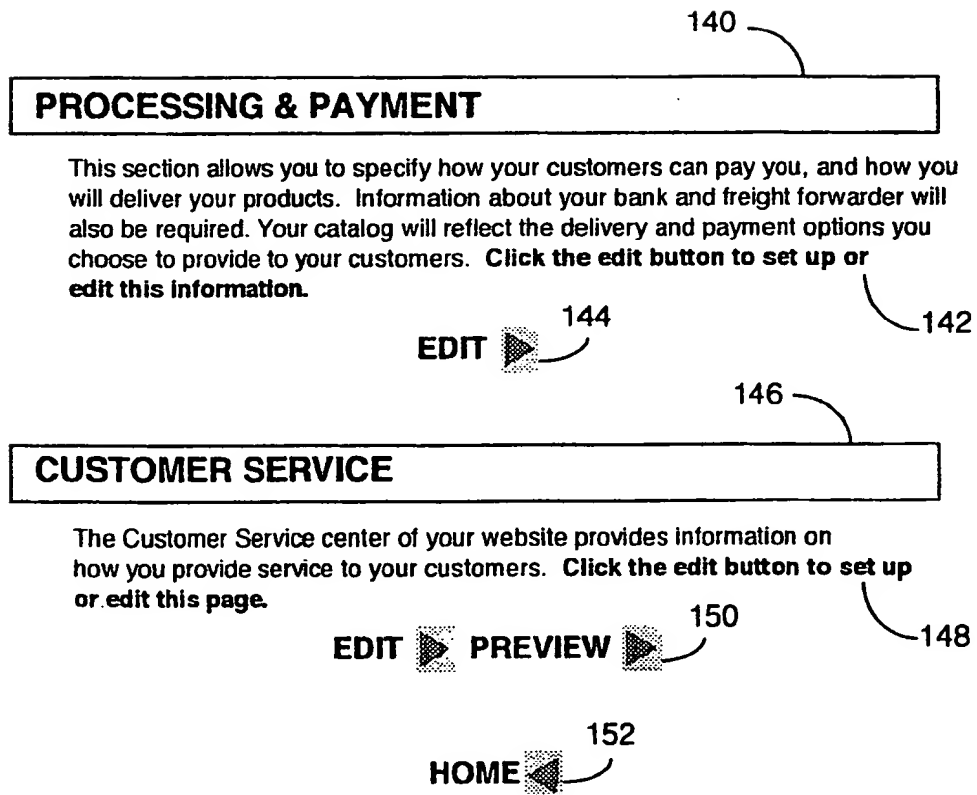 140
PROCESSING & PAYMENT
This section allows you to specify how your customers can pay you, and how you
will deliver your products. Information about your bank and freight forwarder will
also be required. Your catalog will reflect the delivery and payment options you
choose to provide to your customers. Click the edit button to set up or
edit this information.
142
144
EDIT
146
CUSTOMER SERVICE
The Customer Service center of your website provides information on
how you provide service to your customers. Click the edit button to set up
or edit this page.
148
150
EDIT PREVIEW
152
HOME